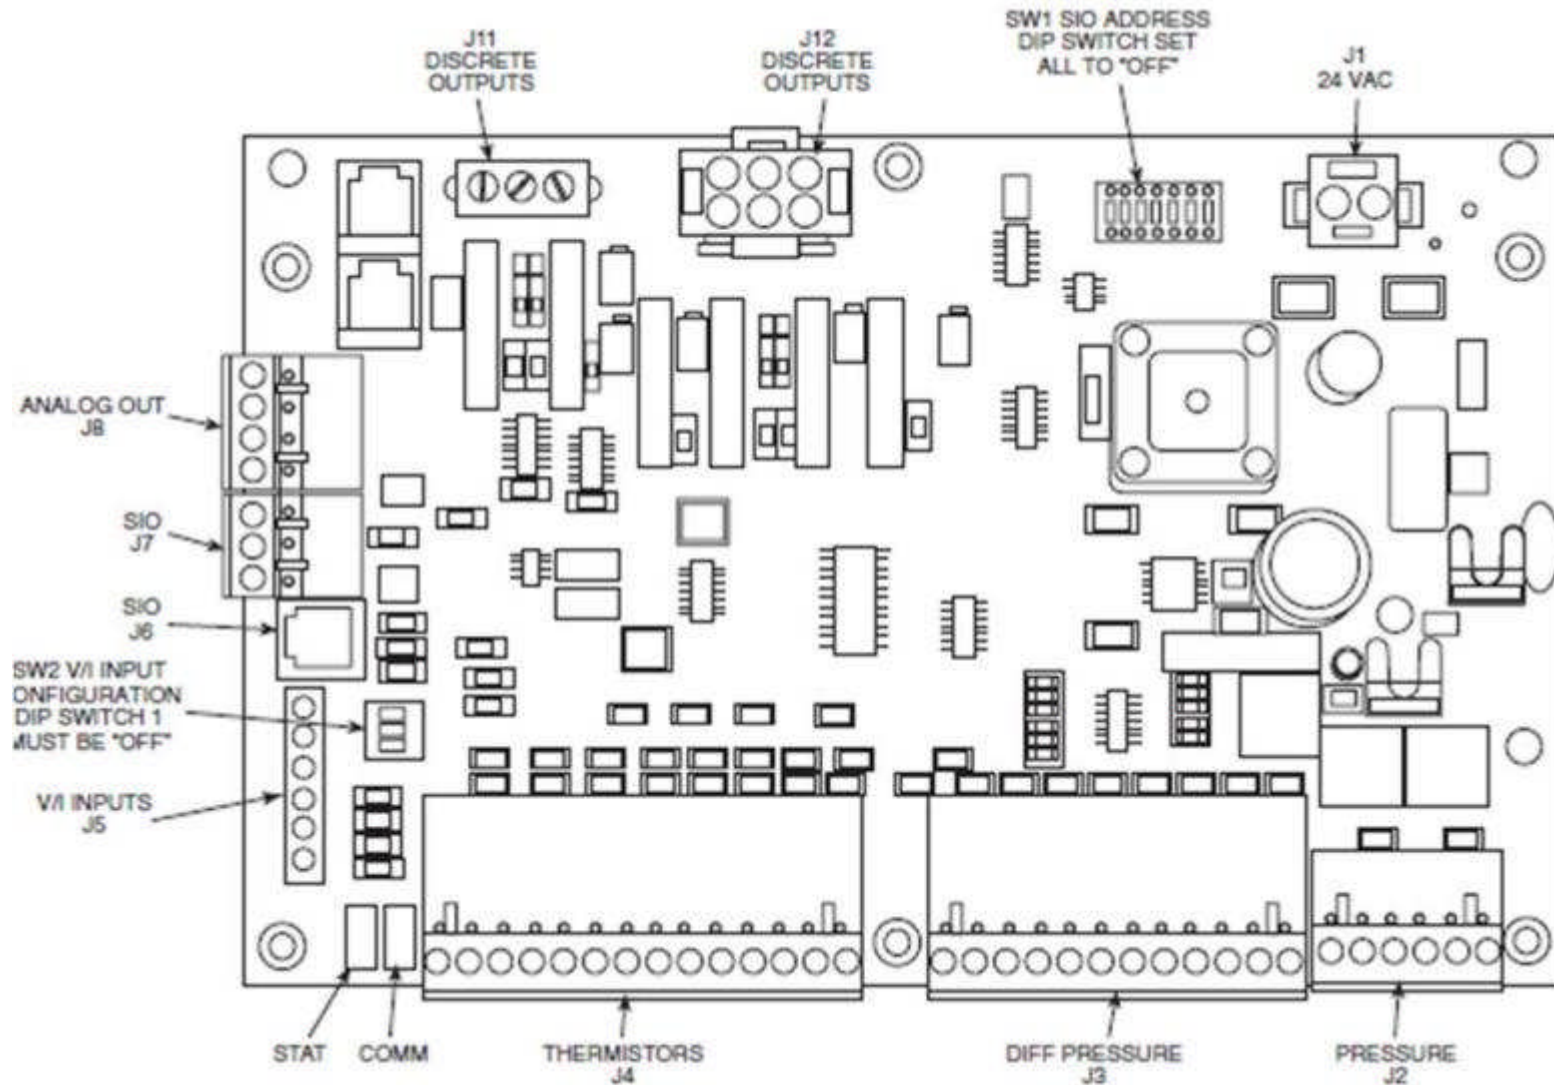 J11
DISCRETE
OUTPUTS
J12
DISCRETE
OUTPUTS
SW1 SIO ADDRESS
DIP SWITCH SET
ALL TO "OFF"
J1
24 VAC
ANALOG OUT
J8
SIO
J7
SIO
J6
SW2 V/I INPUT
ONFIGURATION
DIP SWITCH 1
MUST BE "OFF"
V/I INPUTS
J5
STAT
COMM
THERMISTORS
J4
DIFF PRESSURE
J3
PRESSURE
J2